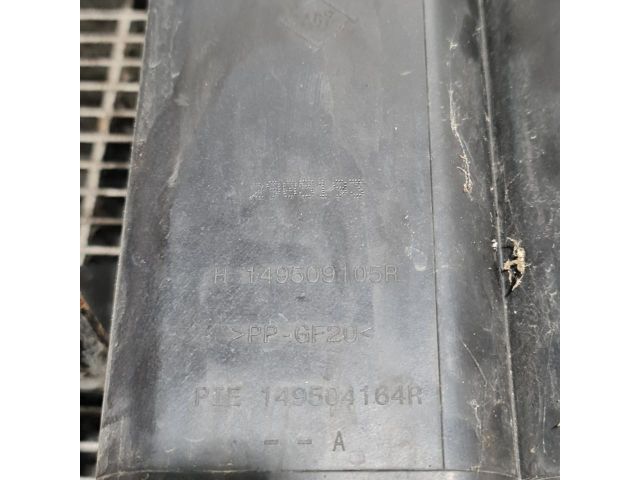 H 149509105R
>PP-GF20<
PIE 149504164R
- - A